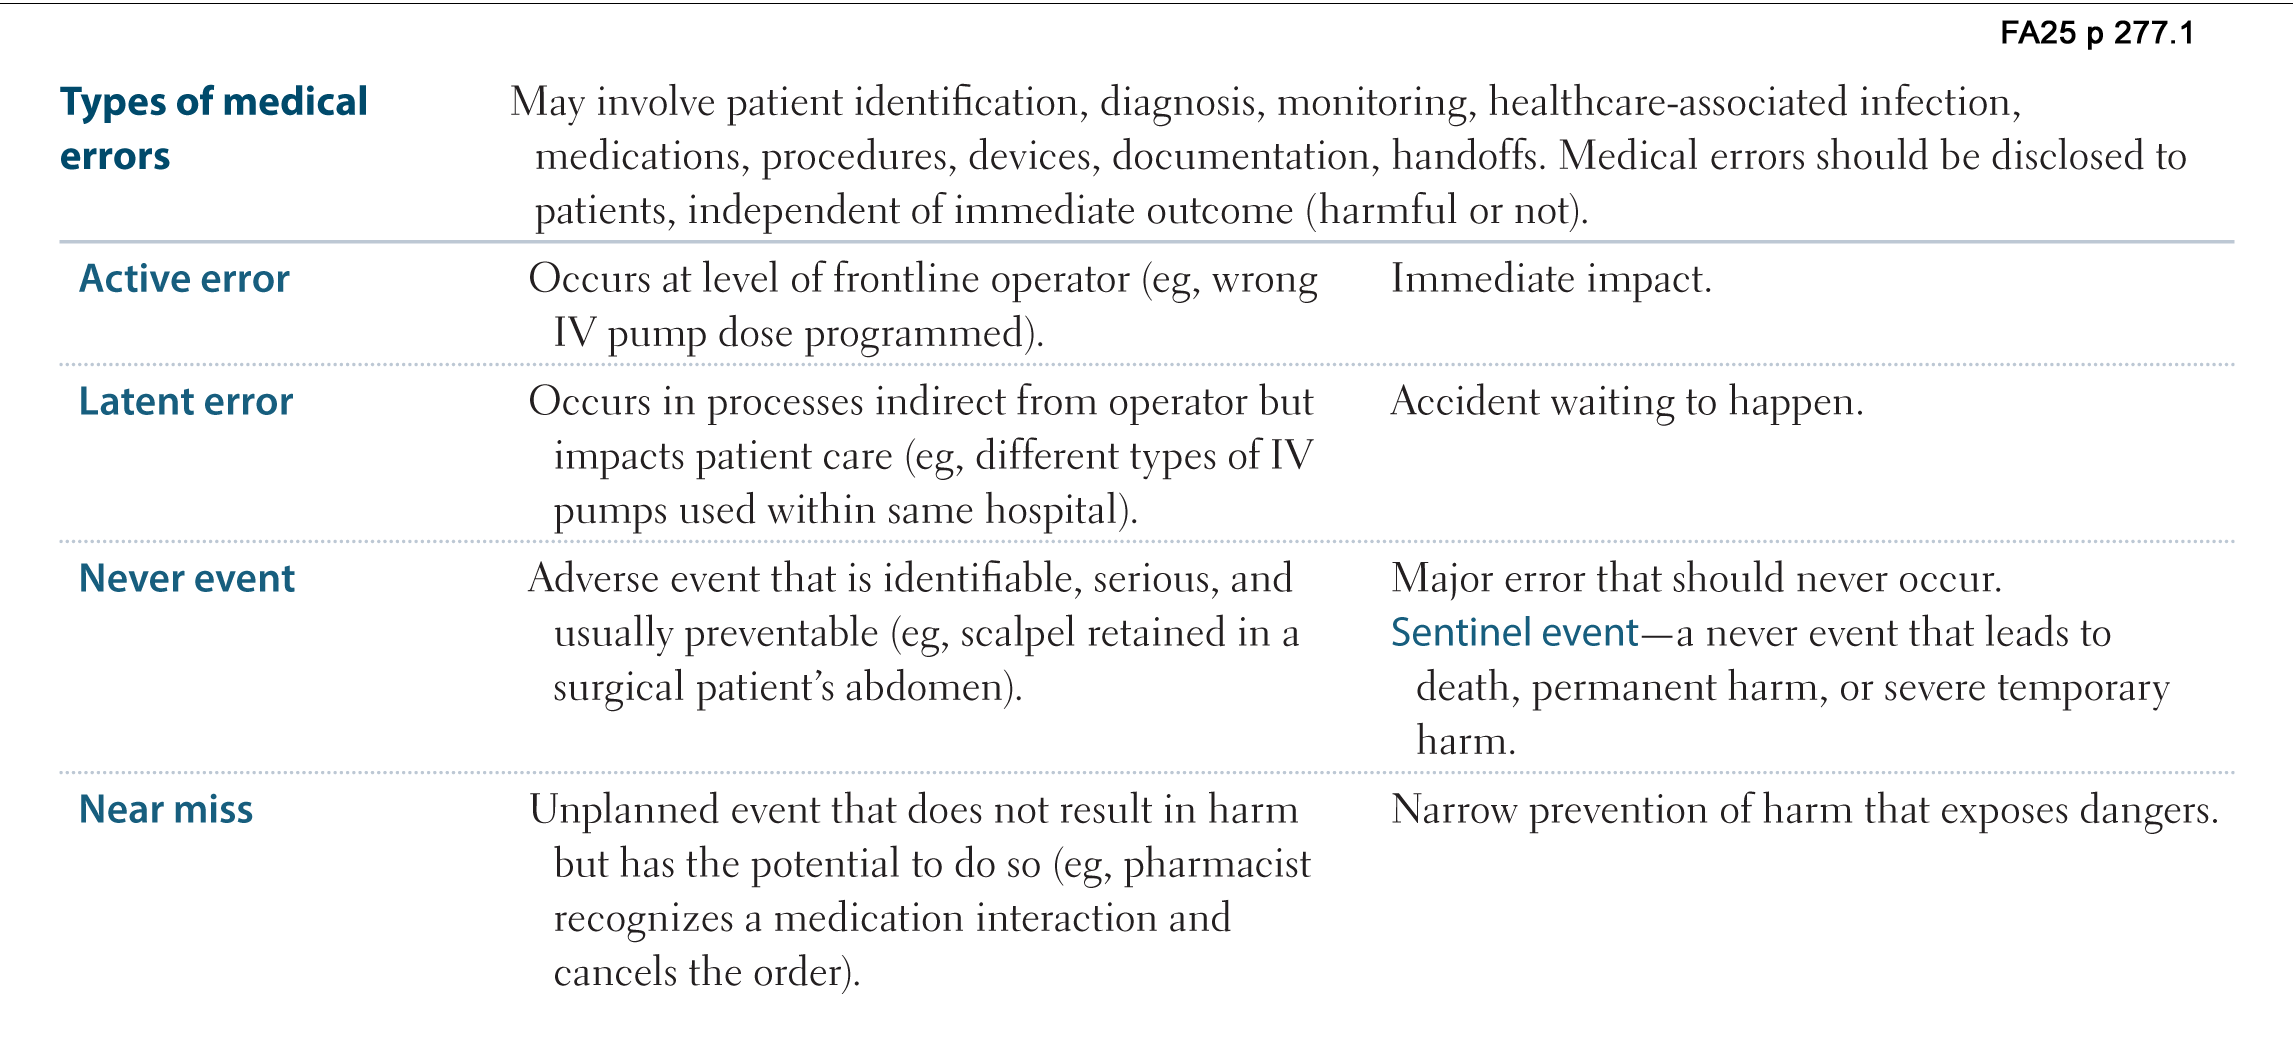 FA25 p 277.1
Types of medical
errors
May involve patient identification, diagnosis, monitoring, healthcare-associated infection,
medications, procedures, devices, documentation, handoffs. Medical errors should be disclosed to
patients, independent of immediate outcome (harmful or not).
Active error
Occurs at level of frontline operator (eg, wrong
IV pump dose programmed).
Immediate impact.
Latent error
Occurs in processes indirect from operator but
impacts patient care (eg, different types of IV
pumps used within same hospital).
Accident waiting to happen.
Never event
Adverse event that is identifiable, serious, and
usually preventable (eg, scalpel retained in a
surgical patient’s abdomen).
Major error that should never occur.
Sentinel event—a never event that leads to
death, permanent harm, or severe temporary
harm.
Near miss
Unplanned event that does not result in harm
but has the potential to do so (eg, pharmacist
recognizes a medication interaction and
cancels the order).
Narrow prevention of harm that exposes dangers.